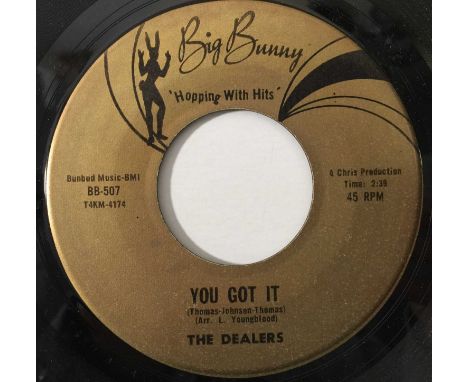 Big Bunny
'Hopping With Hits'
Bunbud Music-BMI
BB-507
T4KM-4174
A Chris Production
Time: 2:39
45 RPM
YOU GOT IT
(Thomas-Johnson-Thomas)
(Arr. L. Youngblood)
THE DEALERS